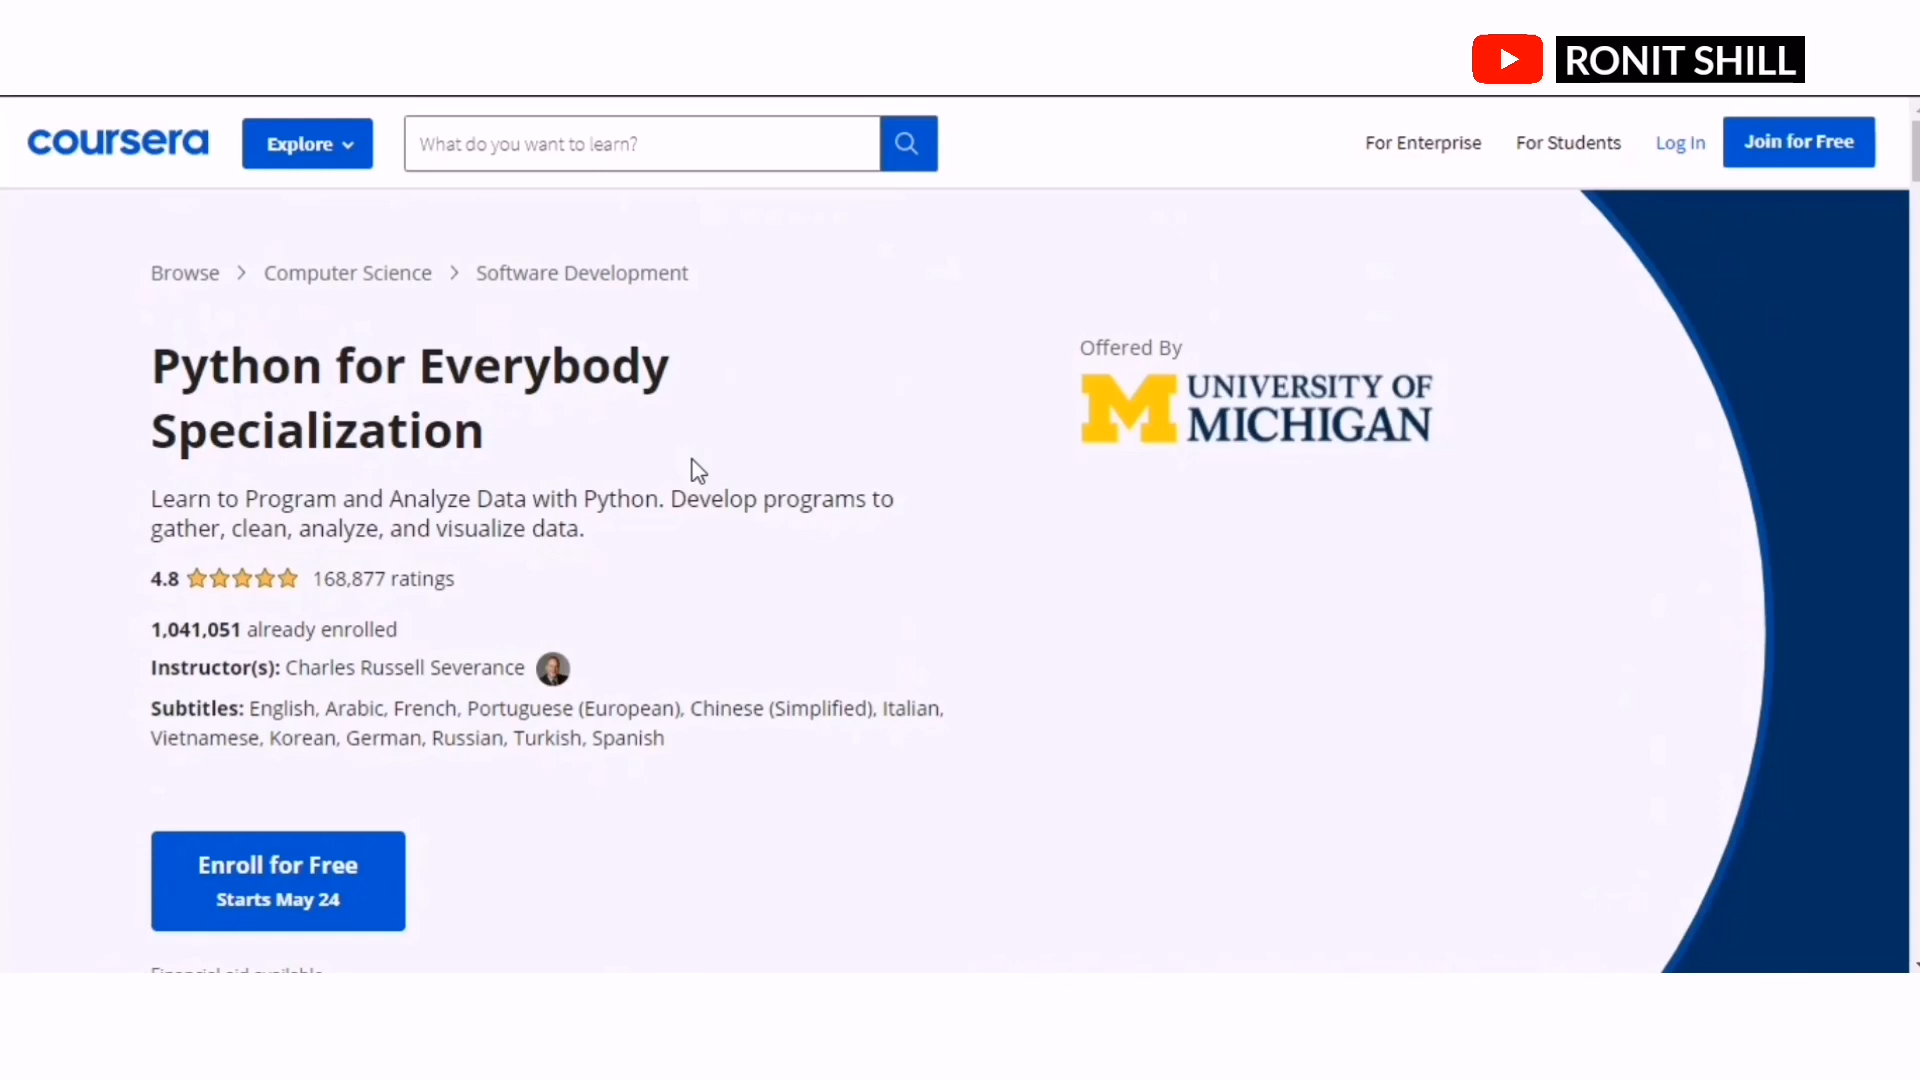 RONIT SHILL
coursera
Explore
What do you want to learn?
For Enterprise
For Students
Log In
Join for Free
Browse > Computer Science > Software Development
Python for Everybody
Specialization
Offered By
M UNIVERSITY OF
MICHIGAN
Learn to Program and Analyze Data with Python. Develop programs to
gather, clean, analyze, and visualize data.
4.8 168,877 ratings
1,041,051 already enrolled
Instructor(s): Charles Russell Severance
Subtitles: English, Arabic, French, Portuguese (European), Chinese (Simplified), Italian,
Vietnamese, Korean, German, Russian, Turkish, Spanish
Enroll for Free
Starts May 24
Financial aid available